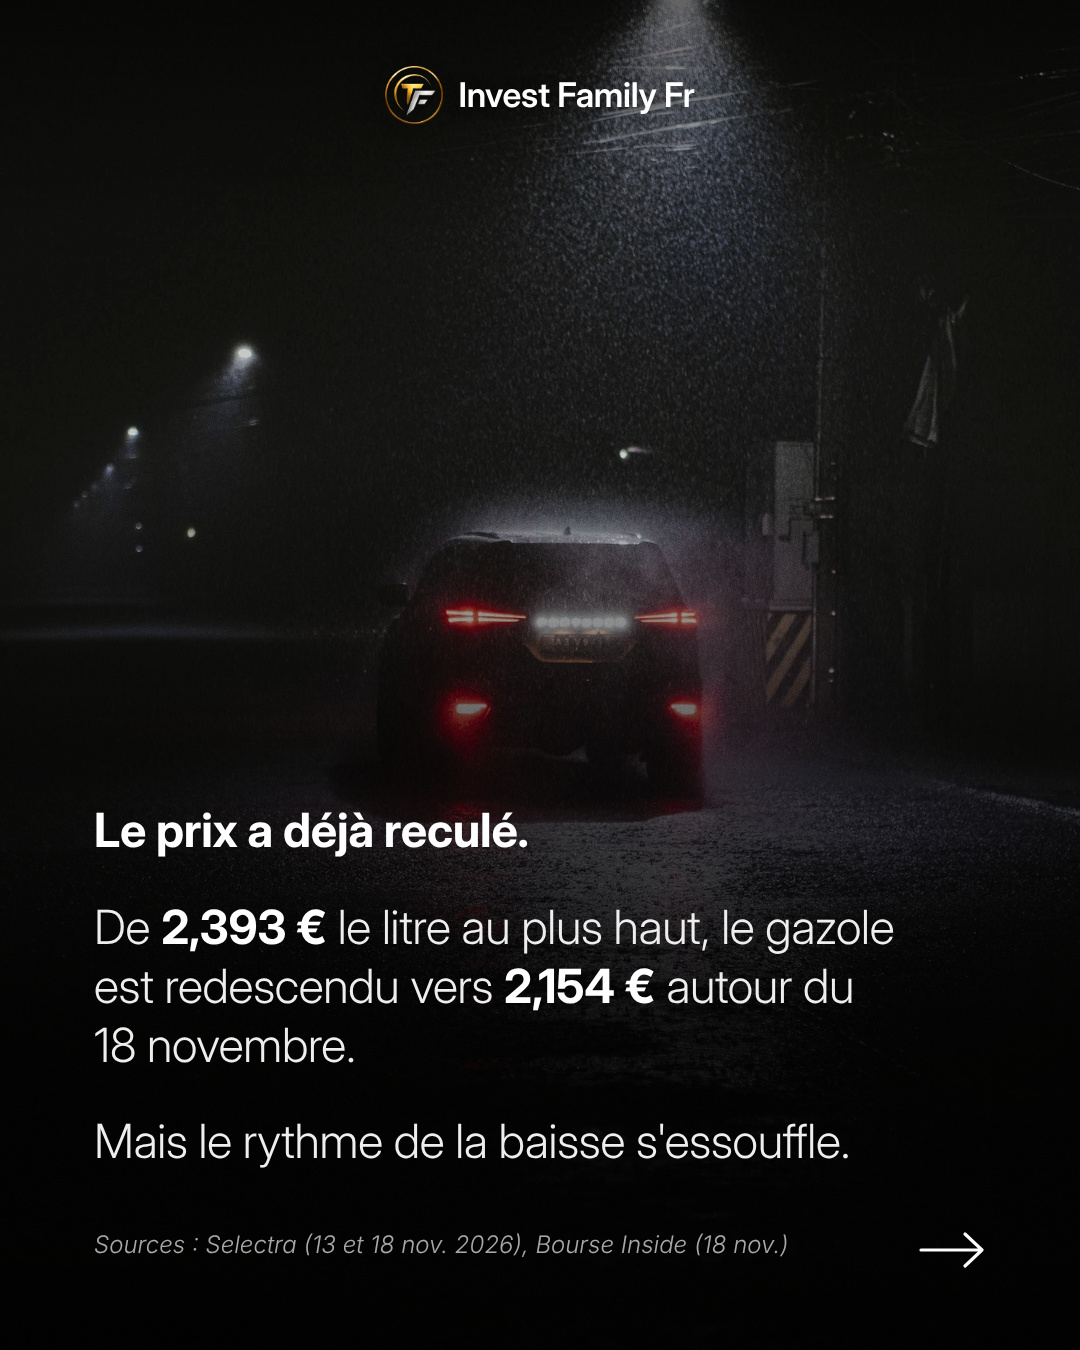 Invest Family Fr
Le prix a déjà reculé.
De 2,393 € le litre au plus haut, le gazole
est redescendu vers 2,154 € autour du
18 novembre.
Mais le rythme de la baisse s'essouffle.
Sources : Selectra (13 et 18 nov. 2026), Bourse Inside (18 nov.)